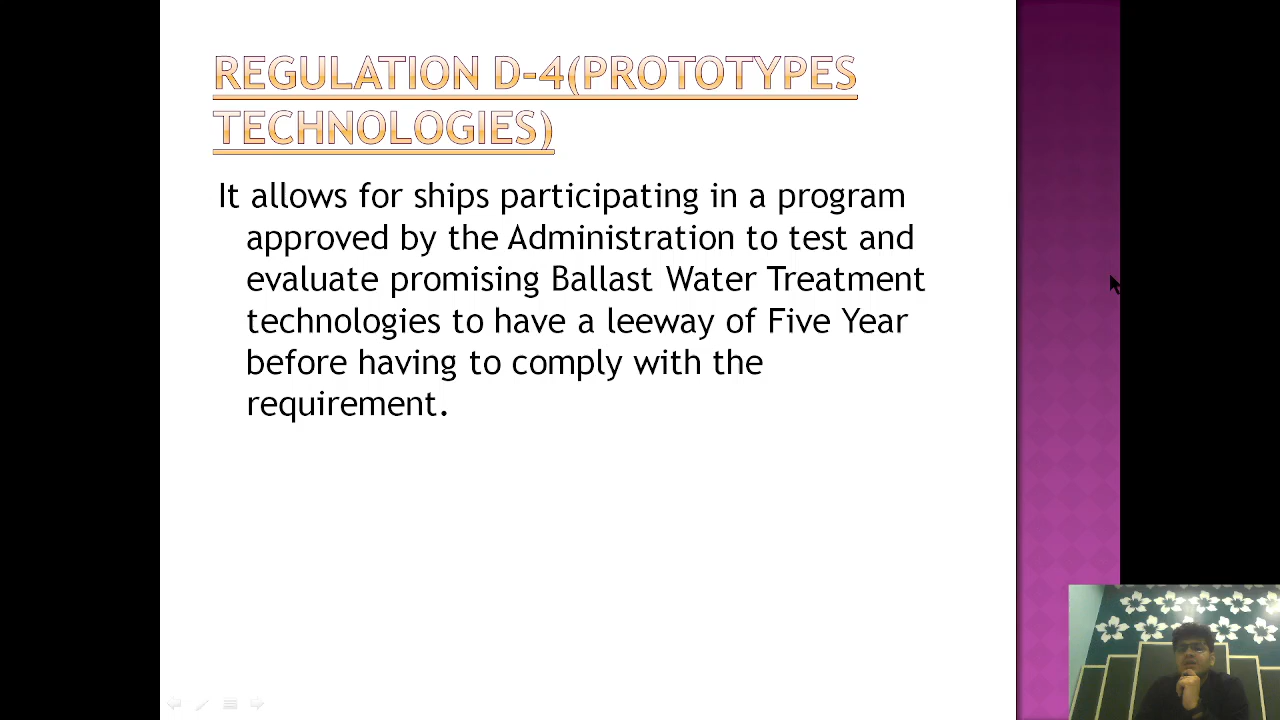 REGULATION D-4(PROTOTYPES
TECHNOLOGIES)
It allows for ships participating in a program
approved by the Administration to test and
evaluate promising Ballast Water Treatment
technologies to have a leeway of Five Year
before having to comply with the
requirement.